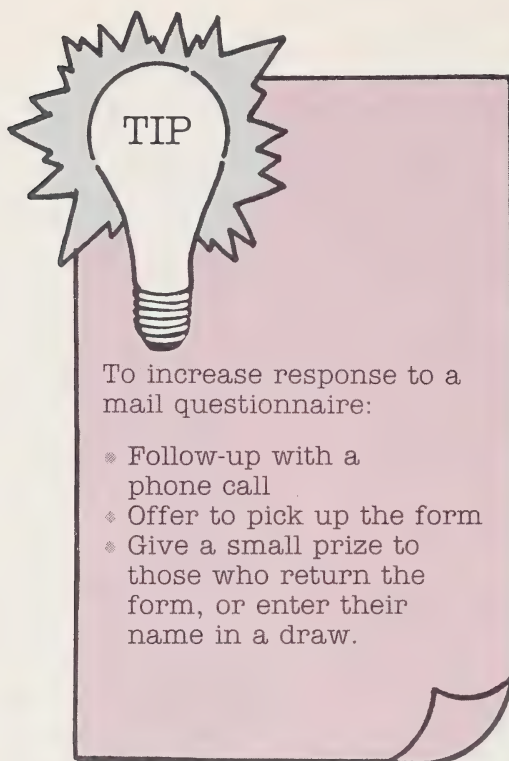 TIP
To increase response to a
mail questionnaire:
Follow-up with a
phone call
Offer to pick up the form
Give a small prize to
those who return the
form, or enter their
name in a draw.